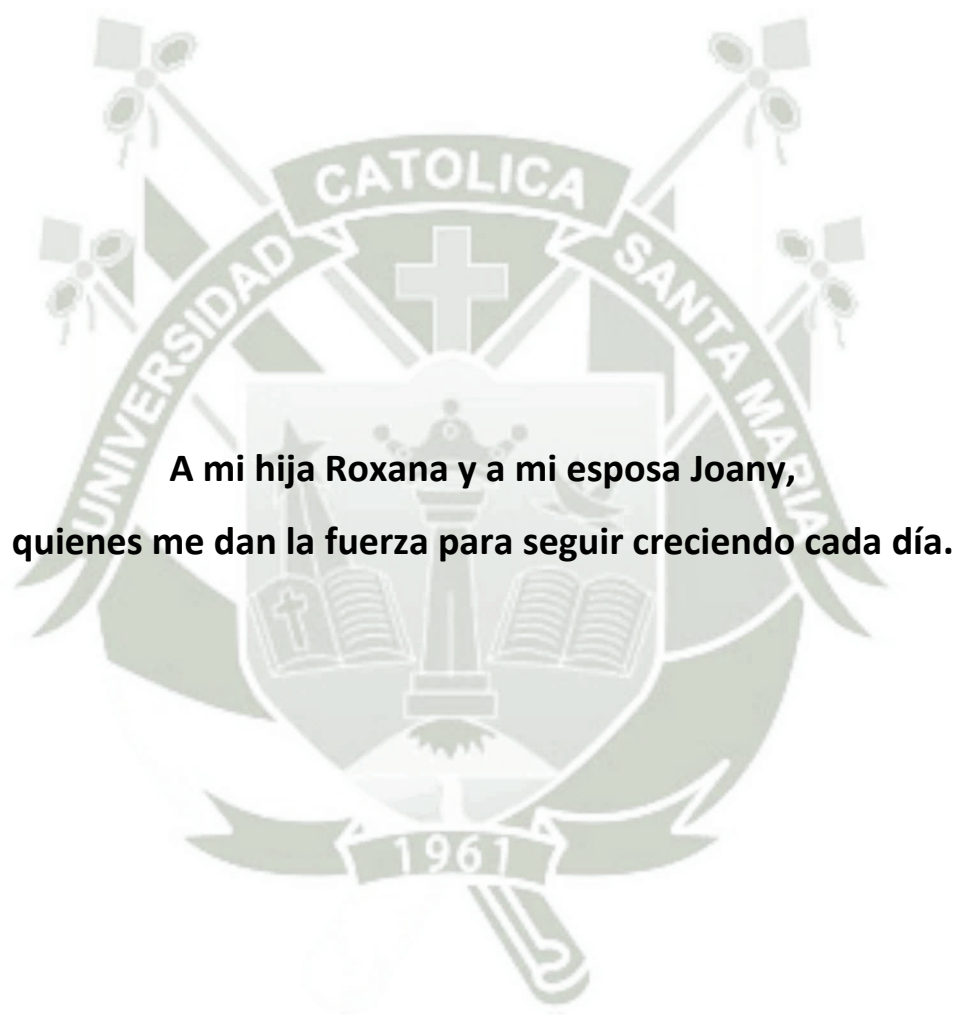 CATOLICA
UNIVERSIDAD
SANTA MARIA
A mi hija Roxana y a mi esposa Joany,
quienes me dan la fuerza para seguir creciendo cada día.
1961